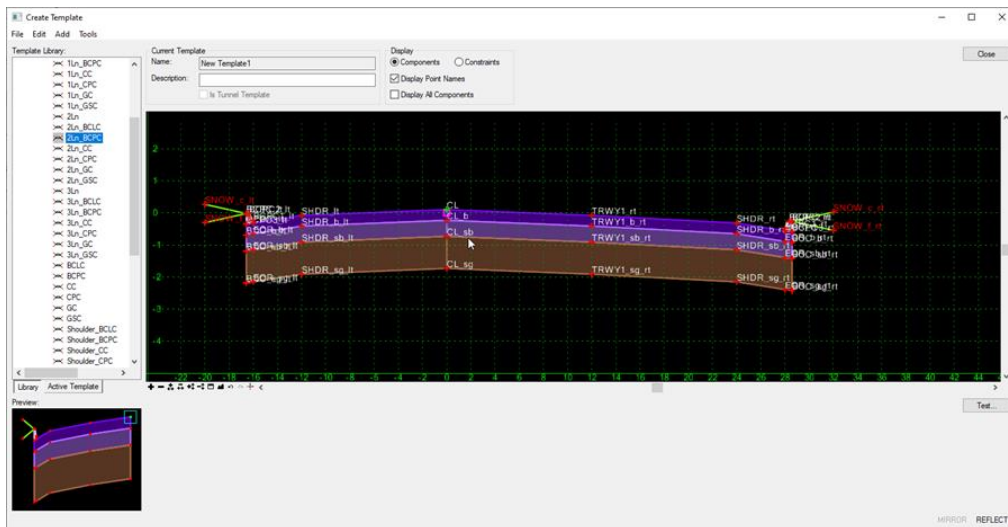 Create Template
File Edit Add Tools
Template Library:
1Ln_BCPC
1Ln_CC
1Ln_CPC
1Ln_GC
1Ln_GSC
2Ln
2Ln_BCLC
2Ln_BCPC
2Ln_CC
2Ln_CPC
2Ln_GC
2Ln_GSC
3Ln
3Ln_BCLC
3Ln_BCPC
3Ln_CC
3Ln_CPC
3Ln_GC
3Ln_GSC
BCLC
BCPC
CC
CPC
GC
GSC
Shoulder_BCLC
Shoulder_BCPC
Shoulder_CC
Shoulder_CPC
Library Active Template
Preview:
Current Template
Name: New Template1
Description:
Is Tunnel Template
Display
Components Constraints
Display Point Names
Display All Components
Close
2
1
0
-1
-2
-3
-4
SNOW_c_lt
SHDR_lt
CL
TRWY1_rt
SHDR_rt
SNOW_c_rt
SHDR_b_lt
CL_b
TRWY1_b_rt
SHDR_b_rt
SNOW_f_rt
SHDR_sb_lt
CL_sb
TRWY1_sb_rt
SHDR_sb_rt
SHDR_sg_lt
CL_sg
TRWY1_sg_rt
SHDR_sg_rt
-22 -20 -18 -16 -14 -12 -10 -8 -6 -4 -2 0 2 4 6 8 10 12 14 16 18 20 22 24 26 28 30 32 34 36 38 40 42 44
Test...
MIRROR REFLECT